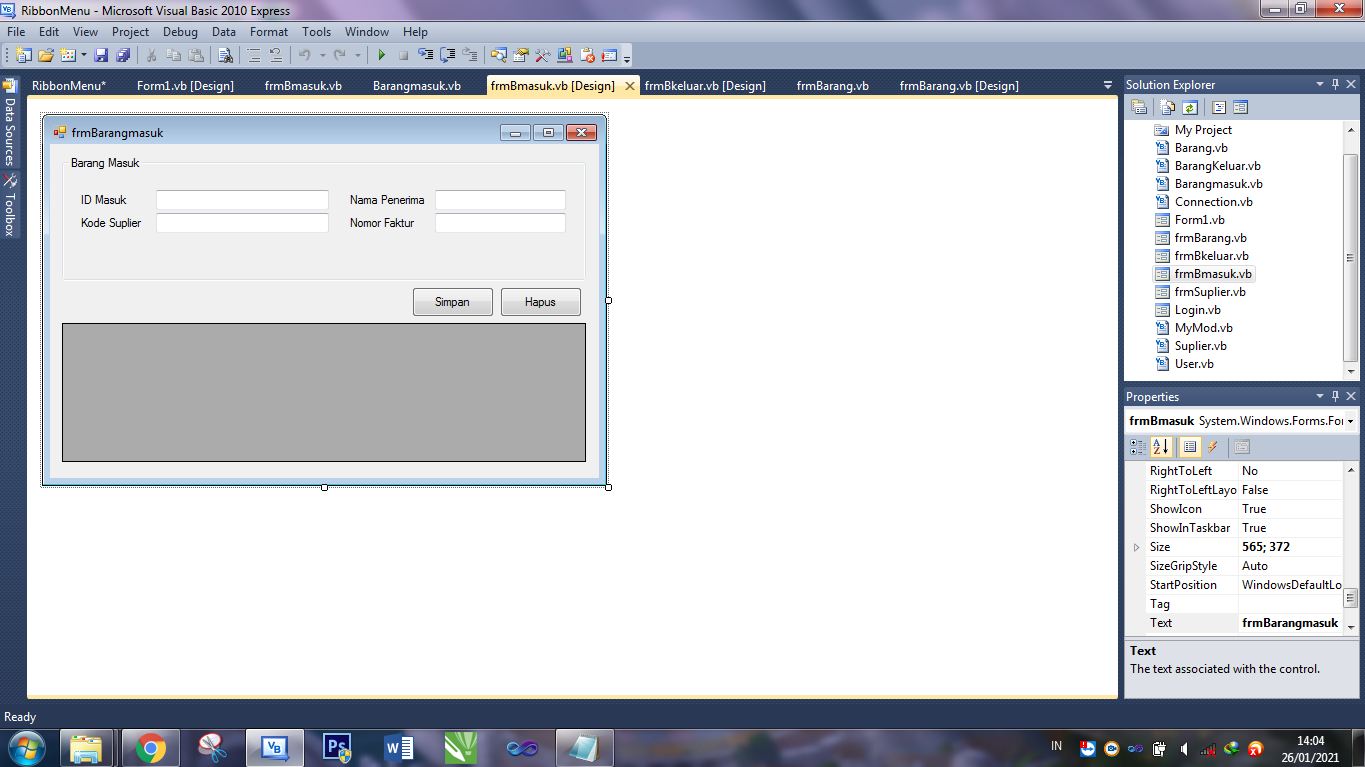 RibbonMenu - Microsoft Visual Basic 2010 Express
File Edit View Project Debug Data Format Tools Window Help
RibbonMenu* Form1.vb [Design] frmBmasuk.vb Barangmasuk.vb frmBmasuk.vb [Design] frmBkeluar.vb [Design] frmBarang.vb frmBarang.vb [Design]
Data Sources
Toolbox
frmBarangmasuk
Barang Masuk
ID Masuk Nama Penerima
Kode Suplier Nomor Faktur
Simpan Hapus
Solution Explorer
My Project
Barang.vb
BarangKeluar.vb
Barangmasuk.vb
Connection.vb
Form1.vb
frmBarang.vb
frmBkeluar.vb
frmBmasuk.vb
frmSuplier.vb
Login.vb
MyMod.vb
Suplier.vb
User.vb
Properties
frmBmasuk System.Windows.Forms.For
RightToLeft No
RightToLeftLayo False
ShowIcon True
ShowInTaskbar True
Size 565; 372
SizeGripStyle Auto
StartPosition WindowsDefaultLo
Tag
Text frmBarangmasuk
Text
The text associated with the control.
Ready
IN
14:04
26/01/2021